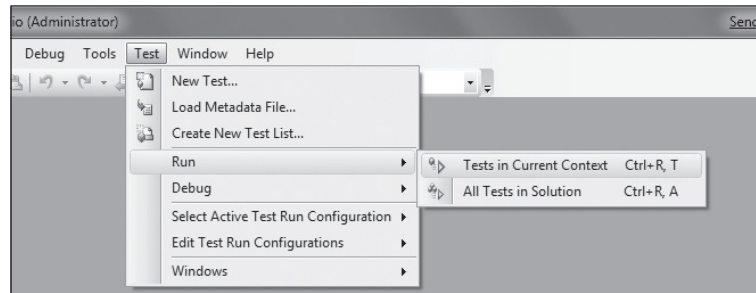 io (Administrator)
Send
Debug Tools Test Window Help
New Test...
Load Metadata File...
Create New Test List...
Run
Tests in Current Context Ctrl+R, T
Debug
All Tests in Solution Ctrl+R, A
Select Active Test Run Configuration
Edit Test Run Configurations
Windows